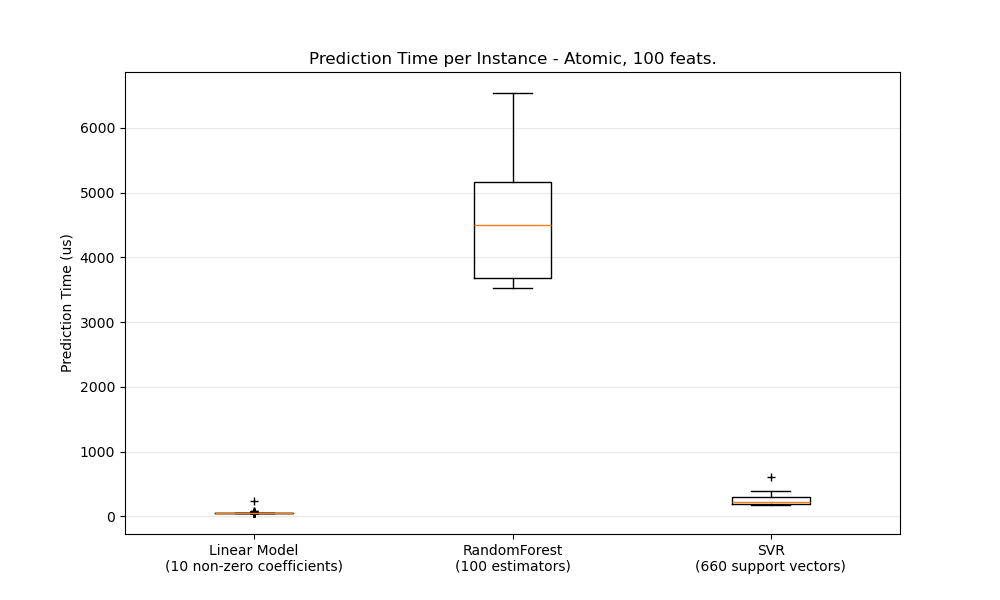 Prediction Time per Instance - Atomic, 100 feats.
Prediction Time (us)
6000
5000
4000
3000
2000
1000
0
Linear Model
(10 non-zero coefficients)
RandomForest
(100 estimators)
SVR
(660 support vectors)